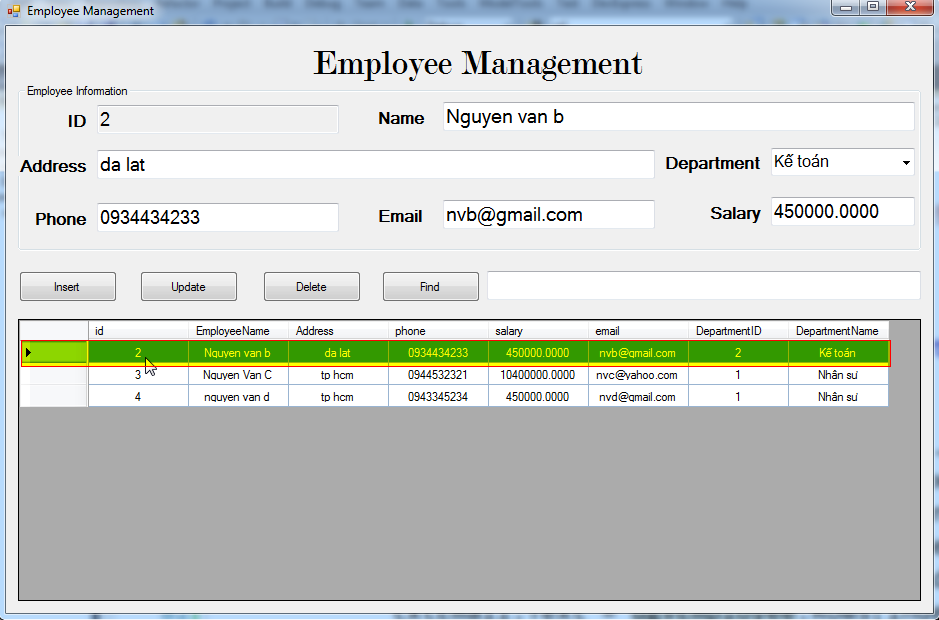 Employee Management
Employee Management
Employee Information
ID 2 Name Nguyen van b
Address da lat Department Kế toán
Phone 0934434233 Email nvb@gmail.com Salary 450000.0000
Insert Update Delete Find
id EmployeeName Address phone salary email DepartmentID DepartmentName
2 Nguyen van b da lat 0934434233 450000.0000 nvb@gmail.com 2 Kế toán
3 Nguyen Van C tp hcm 0944532321 10400000.0000 nvc@yahoo.com 1 Nhân sự
4 nguyen van d tp hcm 0943345234 450000.0000 nvd@gmail.com 1 Nhân sự